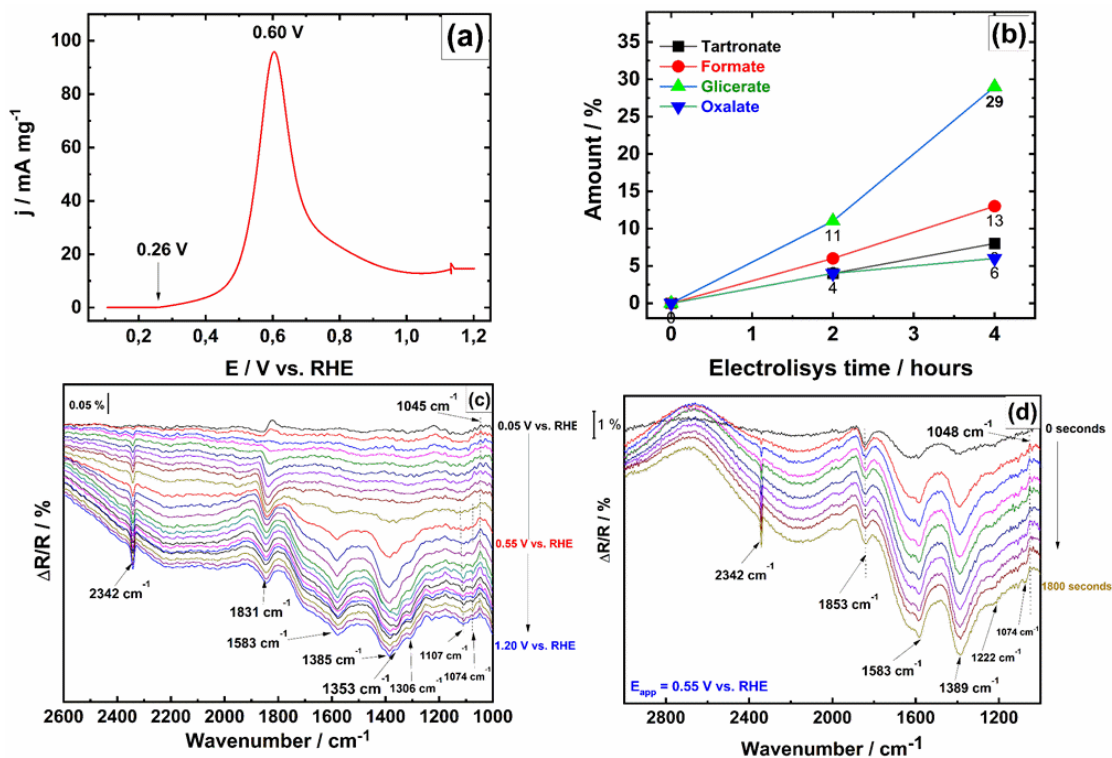 (a)
0.60 V
0.26 V
j / mA mg⁻¹
100
80
60
40
20
0
0,2 0,4 0,6 0,8 1,0 1,2
E / V vs. RHE
(b)
Tartronate
Formate
Glicerate
Oxalate
Amount / %
35
30
25
20
15
10
5
0
29
13
11
6
4
0 1 2 3 4
Electrolisys time / hours
(c)
0.05 %
1045 cm⁻¹
0.05 V vs. RHE
0.55 V vs. RHE
1.20 V vs. RHE
ΔR/R / %
2342 cm⁻¹
1831 cm⁻¹
1583 cm⁻¹
1385 cm⁻¹
1353 cm⁻¹
1306 cm⁻¹
1107 cm⁻¹
1074 cm⁻¹
2600 2400 2200 2000 1800 1600 1400 1200 1000
Wavenumber / cm⁻¹
(d)
1 %
1048 cm⁻¹
0 seconds
1800 seconds
ΔR/R / %
2342 cm⁻¹
1853 cm⁻¹
1583 cm⁻¹
1389 cm⁻¹
1222 cm⁻¹
1074 cm⁻¹
E_app = 0.55 V vs. RHE
2800 2400 2000 1600 1200
Wavenumber / cm⁻¹